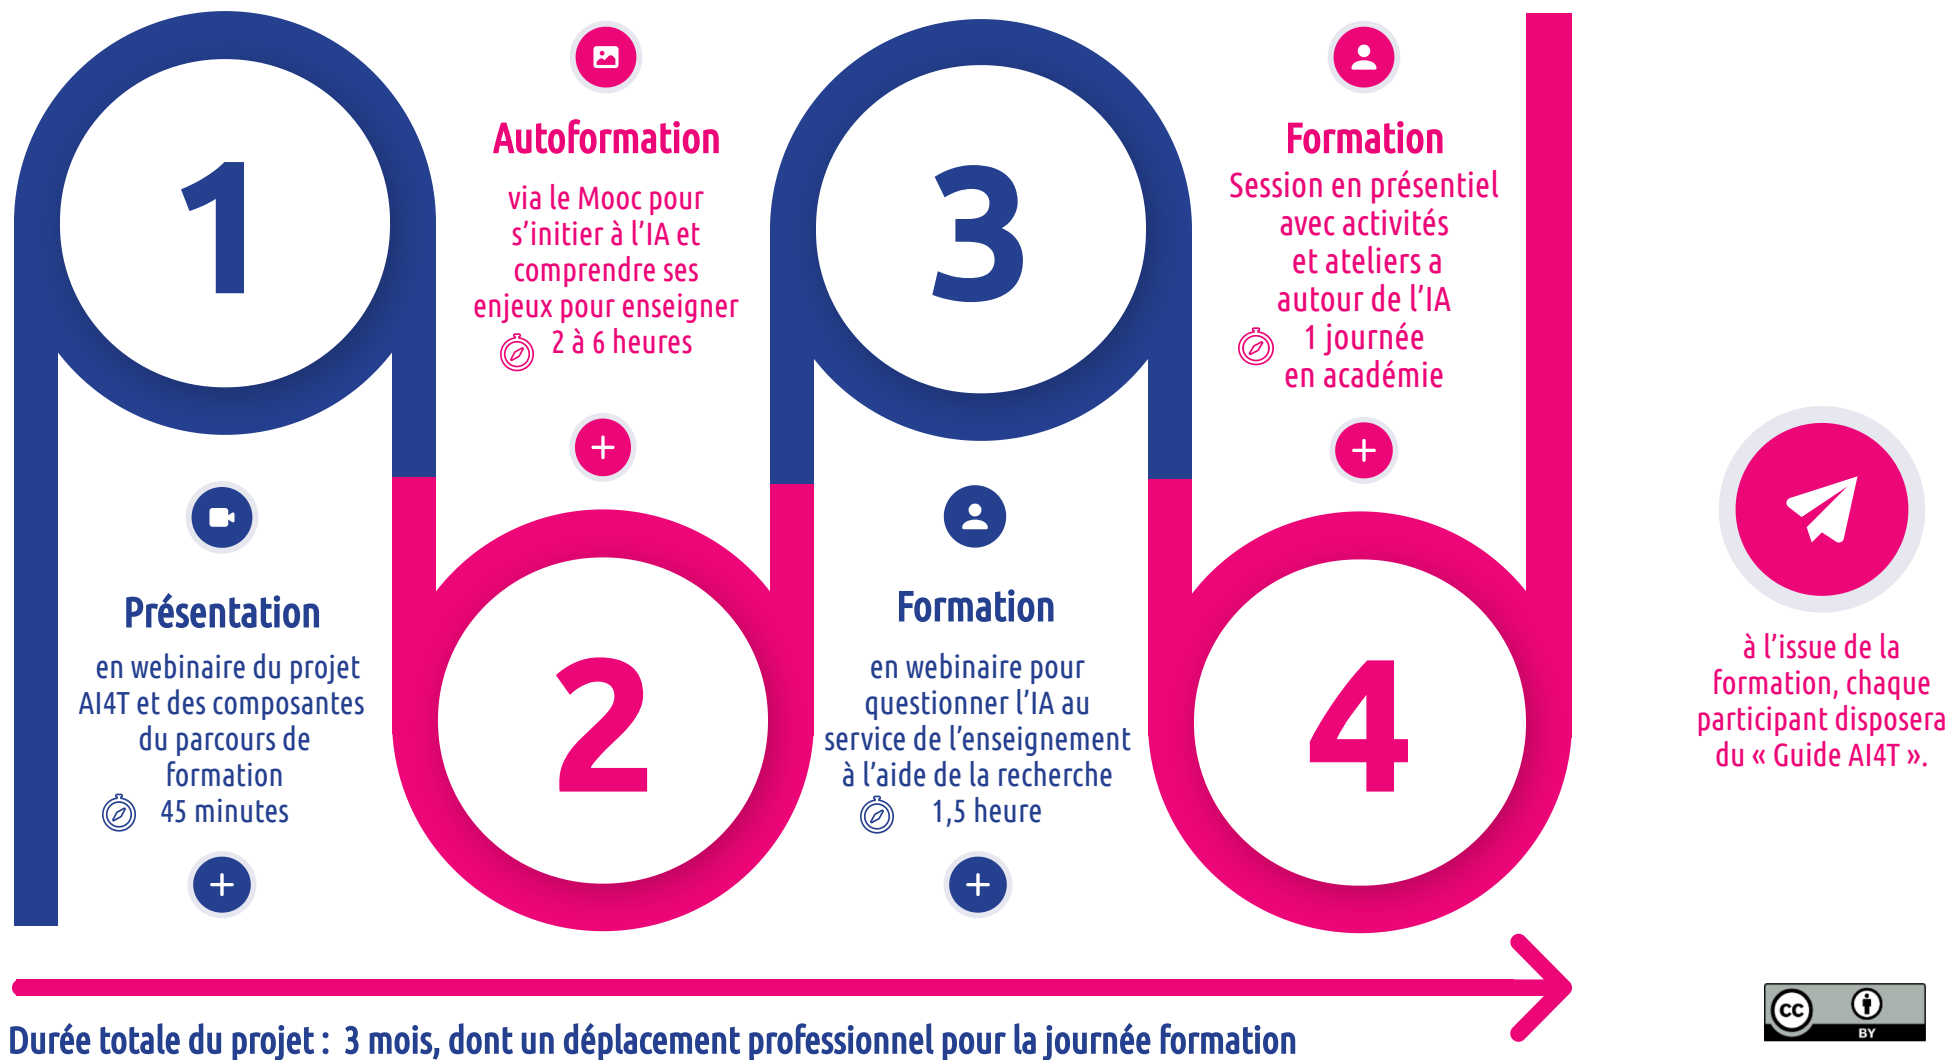 1
Présentation
en webinaire du projet
AI4T et des composantes
du parcours de
formation
45 minutes
Autoformation
via le Mooc pour
s'initier à l'IA et
comprendre ses
enjeux pour enseigner
2 à 6 heures
2
3
Formation
en webinaire pour
questionner l'IA au
service de l'enseignement
à l'aide de la recherche
1,5 heure
Formation
Session en présentiel
avec activités
et ateliers a
autour de l'IA
1 journée
en académie
4
à l'issue de la
formation, chaque
participant disposera
du « Guide AI4T ».
Durée totale du projet : 3 mois, dont un déplacement professionnel pour la journée formation
cc
BY